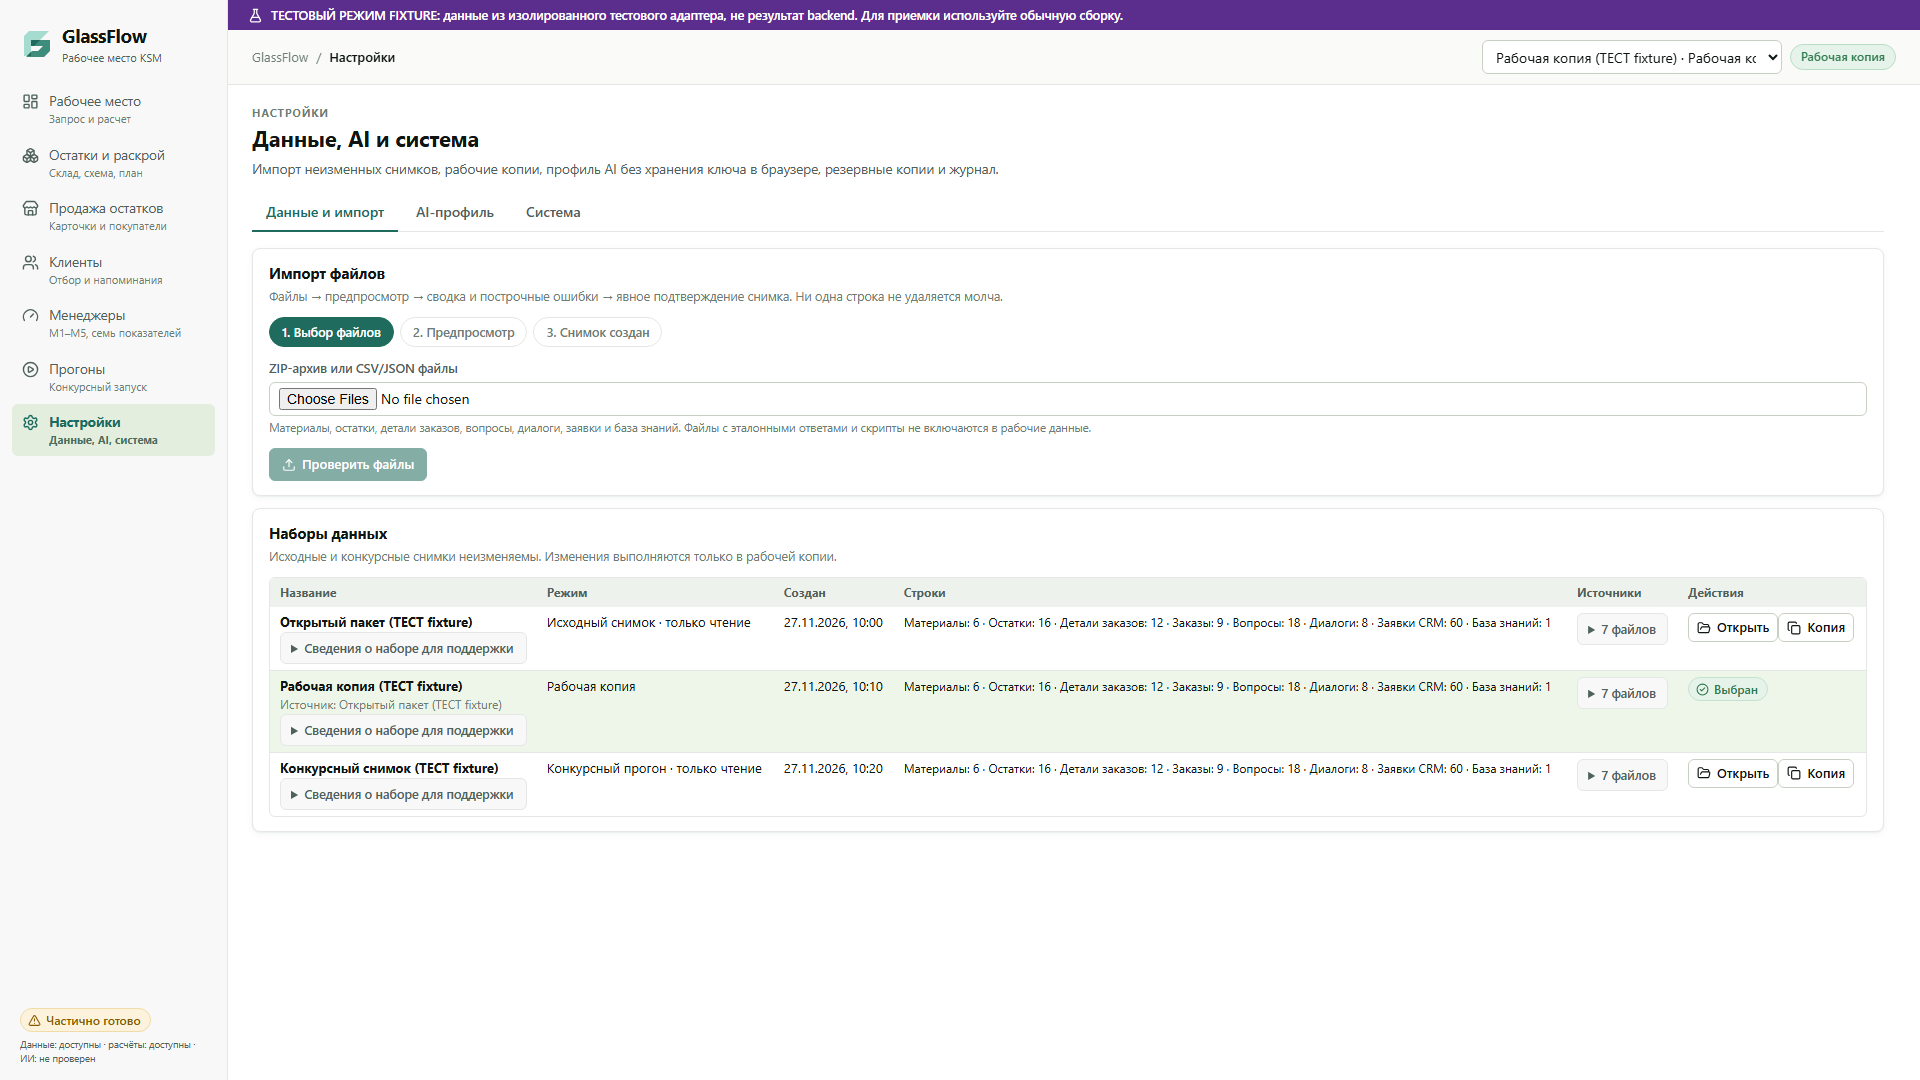 ТЕСТОВЫЙ РЕЖИМ FIXTURE: данные из изолированного тестового адаптера, не результат backend. Для приемки используйте обычную сборку.
GlassFlow
Рабочее место KSM
Рабочее место
Запрос и расчет
Остатки и раскрой
Склад, схема, план
Продажа остатков
Карточки и покупатели
Клиенты
Отбор и напоминания
Менеджеры
М1–М5, семь показателей
Прогоны
Конкурсный запуск
Настройки
Данные, AI, система
Частично готово
Данные: доступны · расчёты: доступны ·
ИИ: не проверен
GlassFlow / Настройки
Рабочая копия (ТЕСТ fixture) · Рабочая кс
Рабочая копия
НАСТРОЙКИ
Данные, AI и система
Импорт неизменных снимков, рабочие копии, профиль AI без хранения ключа в браузере, резервные копии и журнал.
Данные и импорт
AI-профиль
Система
Импорт файлов
Файлы → предпросмотр → сводка и построчные ошибки → явное подтверждение снимка. Ни одна строка не удаляется молча.
1. Выбор файлов
2. Предпросмотр
3. Снимок создан
ZIP-архив или CSV/JSON файлы
Choose Files No file chosen
Материалы, остатки, детали заказов, вопросы, диалоги, заявки и база знаний. Файлы с эталонными ответами и скрипты не включаются в рабочие данные.
Проверить файлы
Наборы данных
Исходные и конкурсные снимки неизменяемы. Изменения выполняются только в рабочей копии.
Название Режим Создан Строки Источники Действия
Открытый пакет (ТЕСТ fixture) Исходный снимок · только чтение 27.11.2026, 10:00 Материалы: 6 · Остатки: 16 · Детали заказов: 12 · Заказы: 9 · Вопросы: 18 · Диалоги: 8 · Заявки CRM: 60 · База знаний: 1 7 файлов Открыть Копия
Сведения о наборе для поддержки
Рабочая копия (ТЕСТ fixture) Рабочая копия 27.11.2026, 10:10 Материалы: 6 · Остатки: 16 · Детали заказов: 12 · Заказы: 9 · Вопросы: 18 · Диалоги: 8 · Заявки CRM: 60 · База знаний: 1 7 файлов Выбран
Источник: Открытый пакет (ТЕСТ fixture)
Сведения о наборе для поддержки
Конкурсный снимок (ТЕСТ fixture) Конкурсный прогон · только чтение 27.11.2026, 10:20 Материалы: 6 · Остатки: 16 · Детали заказов: 12 · Заказы: 9 · Вопросы: 18 · Диалоги: 8 · Заявки CRM: 60 · База знаний: 1 7 файлов Открыть Копия
Сведения о наборе для поддержки